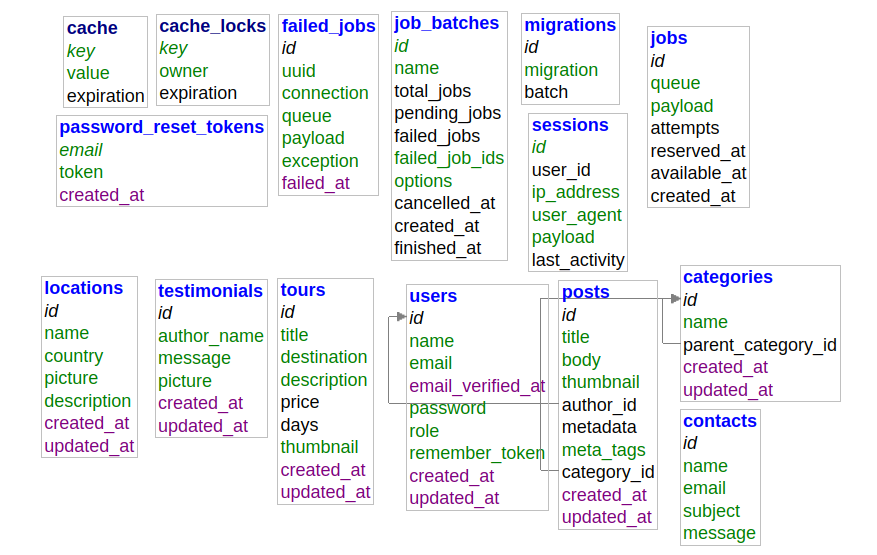 cache
key
value
expiration
cache_locks
key
owner
expiration
failed_jobs
id
uuid
connection
queue
payload
exception
failed_at
job_batches
id
name
total_jobs
pending_jobs
failed_jobs
failed_job_ids
options
cancelled_at
created_at
finished_at
migrations
id
migration
batch
jobs
id
queue
payload
attempts
reserved_at
available_at
created_at
password_reset_tokens
email
token
created_at
sessions
id
user_id
ip_address
user_agent
payload
last_activity
locations
id
name
country
picture
description
created_at
updated_at
testimonials
id
author_name
message
picture
created_at
updated_at
tours
id
title
destination
description
price
days
thumbnail
created_at
updated_at
users
id
name
email
email_verified_at
password
role
remember_token
created_at
updated_at
posts
id
title
body
thumbnail
author_id
metadata
meta_tags
category_id
created_at
updated_at
categories
id
name
parent_category_id
created_at
updated_at
contacts
id
name
email
subject
message